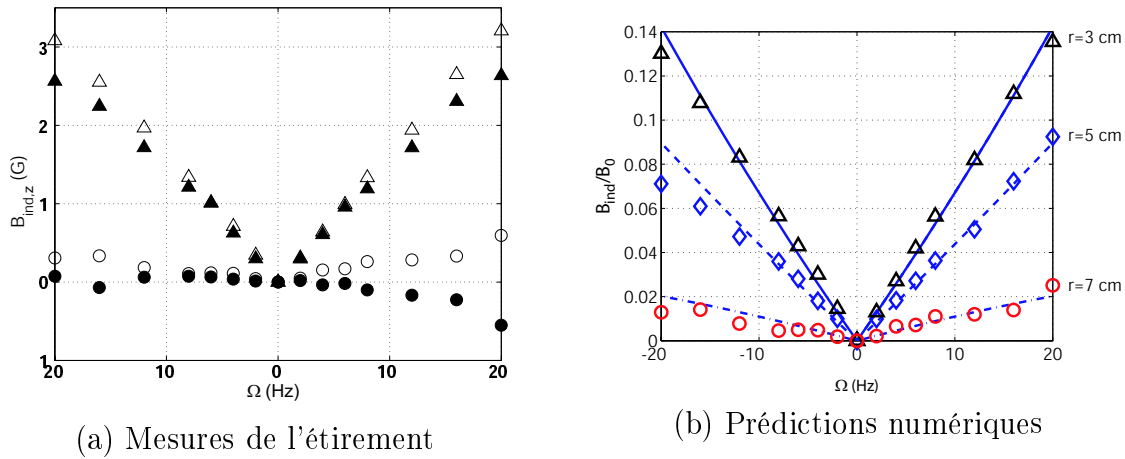 3
2
1
0
1
B_ind,z (G)
20
10
0
10
20
Ω (Hz)
(a) Mesures de l'étirement
0.14
0.12
0.1
0.08
0.06
0.04
0.02
0
B_ind/B_0
-20
-10
0
10
20
Ω (Hz)
r=3 cm
r=5 cm
r=7 cm
(b) Prédictions numériques